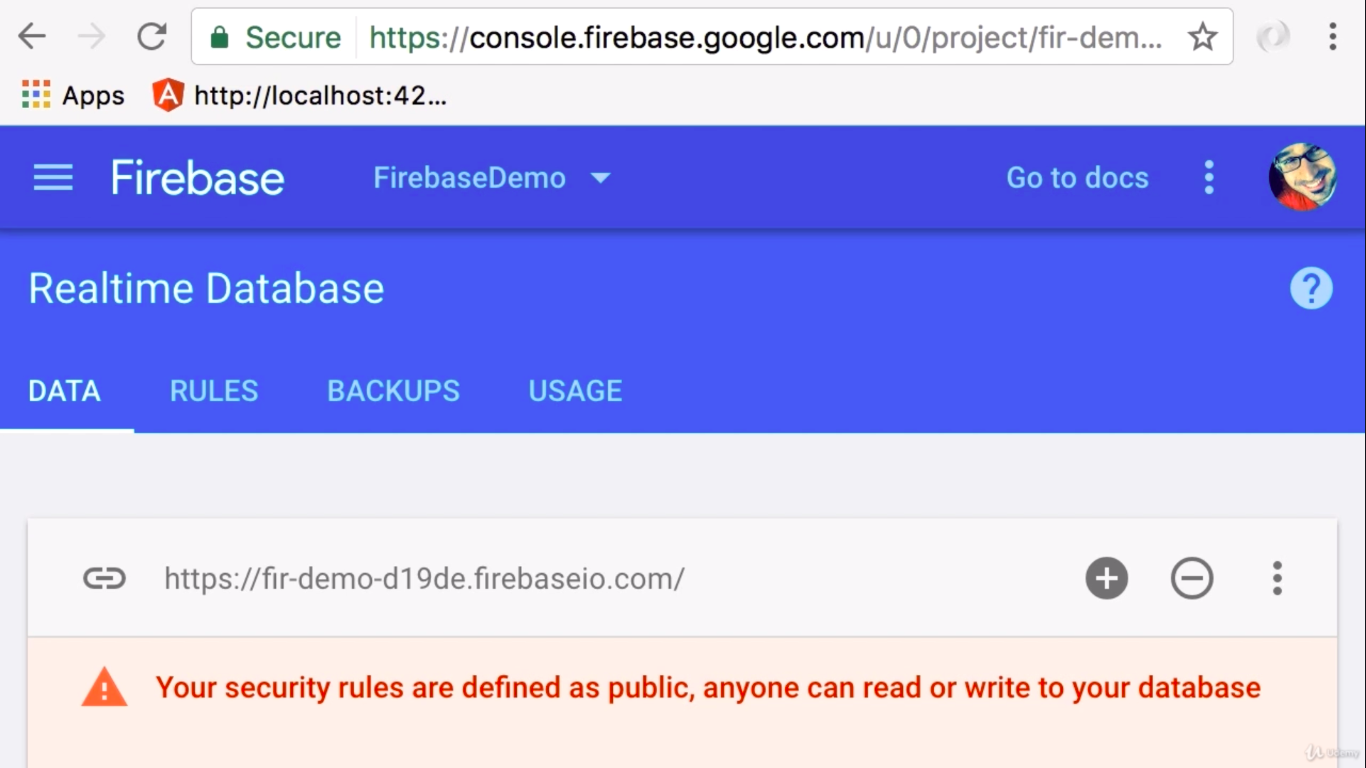 Secure https://console.firebase.google.com/u/0/project/fir-dem...
Apps http://localhost:42...
Firebase FirebaseDemo Go to docs
Realtime Database ?
DATA RULES BACKUPS USAGE
https://fir-demo-d19de.firebaseio.com/
Your security rules are defined as public, anyone can read or write to your database
Udemy